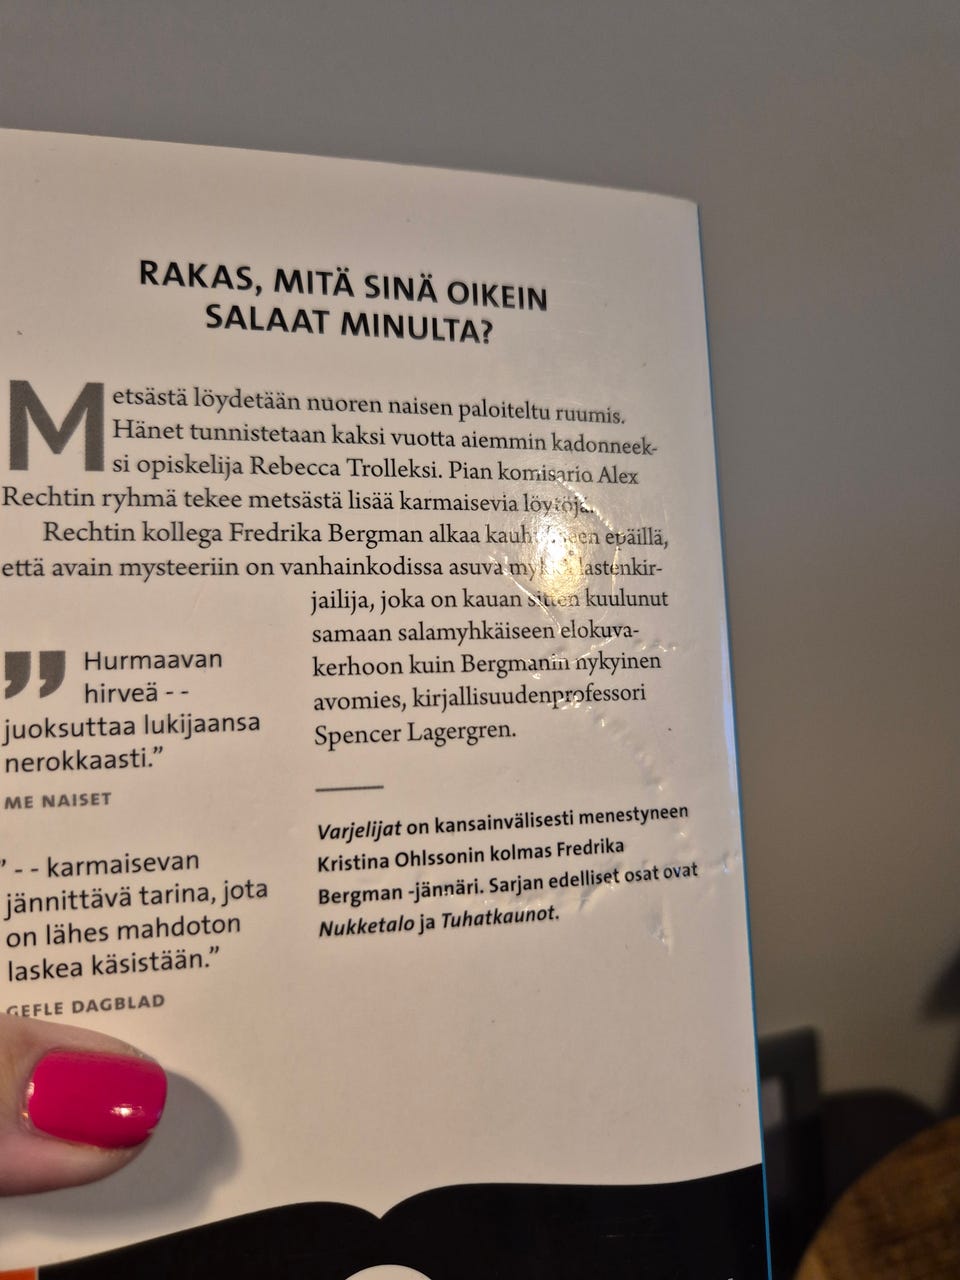 RAKAS, MITÄ SINÄ OIKEIN
SALAAT MINULTA?
Metsästä löydetään nuoren naisen paloiteltu ruumis.
Hänet tunnistetaan kaksi vuotta aiemmin kadonneek-
si opiskelija Rebecca Trolleksi. Pian komisario Alex
Rechtin ryhmä tekee metsästä lisää karmaisevia löytöjä.
Rechtin kollega Fredrika Bergman alkaa epäillä,
että avain mysteeriin on vanhainkodissa asuva lastenkir-
jailija, joka on kauan sitten kuulunut
samaan salamyhkäiseen elokuva-
kerhoon kuin Bergmanin nykyinen
avomies, kirjallisuudenprofessori
Spencer Lagergren.
” Hurmaavan
hirveä - -
juoksuttaa lukijaansa
nerokkaasti.”
ME NAISET
” - - karmaisevan
jännittävä tarina, jota
on lähes mahdoton
laskea käsistään.”
GEFLE DAGBLAD
Varjelijat on kansainvälisesti menestyneen
Kristina Ohlssonin kolmas Fredrika
Bergman -jännäri. Sarjan edelliset osat ovat
Nukketalo ja Tuhatkaunot.